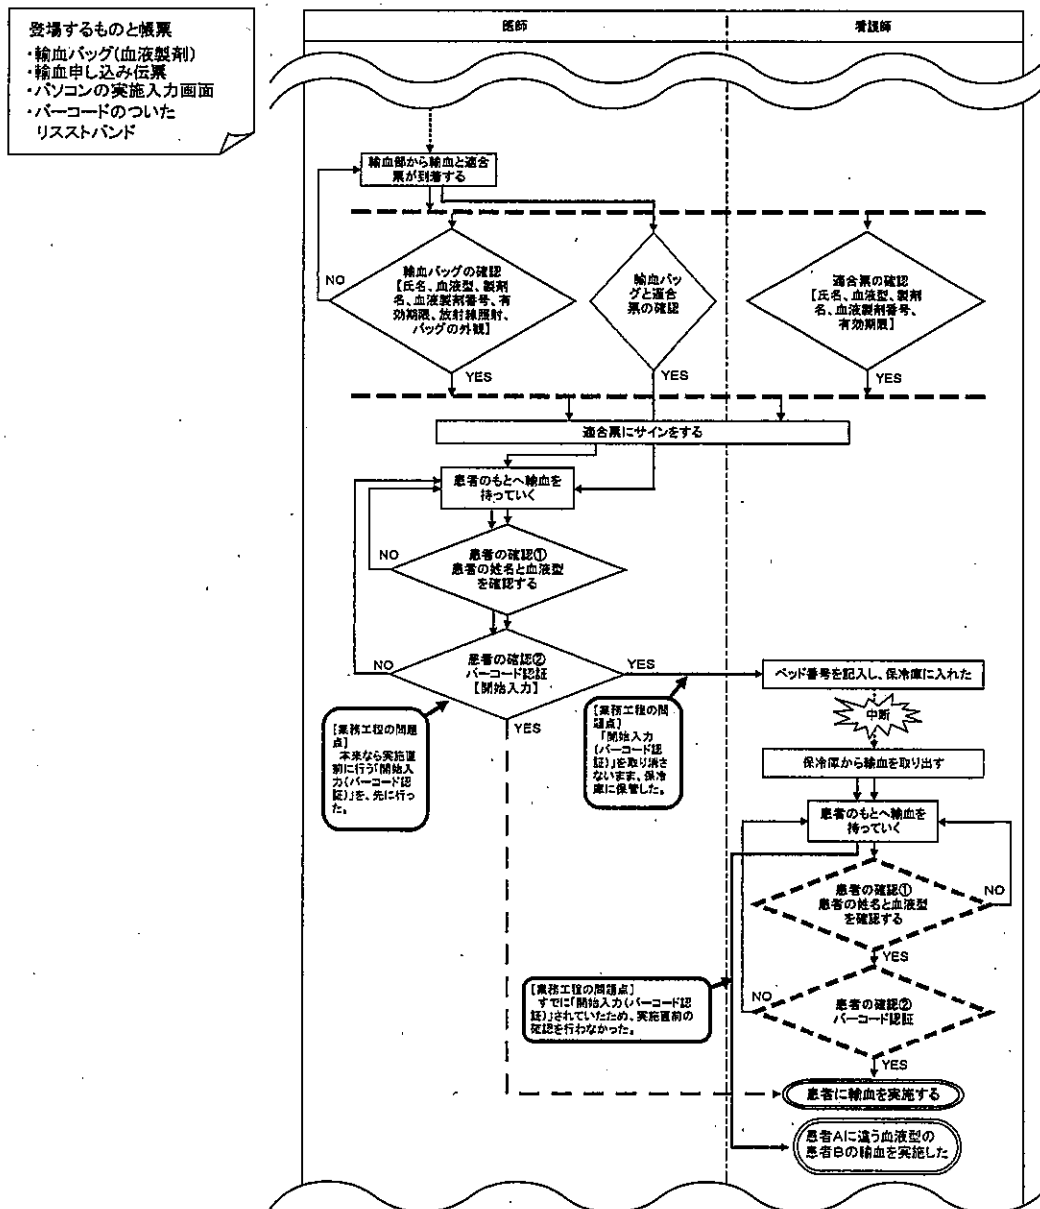 登場するものと帳票
・輸血バッグ(血液製剤)
・輸血申し込み伝票
・パソコンの実施入力画面
・バーコードのついた
リスストバンド
医師
看護師
輸血部から輸血と適合
票が到着する
NO
輸血バッグの確認
【氏名、血液型、製剤
名、血液製剤番号、有
効期限、放射線照射、
バッグの外観】
YES
輸血バッ
グと適合
票の確認
YES
適合票の確認
【氏名、血液型、製剤
名、血液製剤番号、
有効期限】
YES
適合票にサインをする
患者のもとへ輸血を
持っていく
NO
患者の確認①
患者の姓名と血液型
を確認する
NO
患者の確認②
バーコード認証
【開始入力】
YES
YES
ベッド番号を記入し、保冷庫に入れた
中断
[業務工程の問題
点]
本来なら実施直
前に行う「開始入
力(バーコード認
証)」を、先に行っ
た。
[業務工程の問
題点]
「開始入力
(バーコード認
証)」を取り消さ
ないまま、保冷
庫に保管した。
保冷庫から輸血を取り出す
患者のもとへ輸血を
持っていく
患者の確認①
患者の姓名と血液型
を確認する
NO
YES
[業務工程の問題点]
すでに「開始入力(バーコード認
証)」されていたため、実施直前の
確認を行わなかった。
NO
患者の確認②
バーコード認証
YES
患者に輸血を実施する
患者Aに違う血液型の
患者Bの輸血を実施した